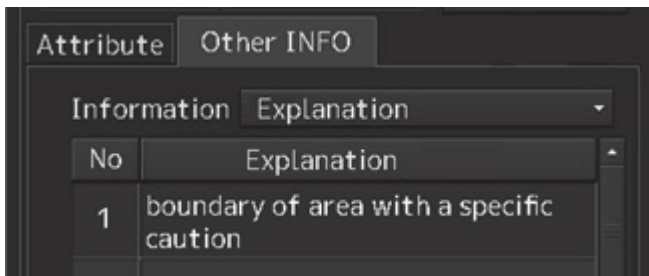 Attribute Other INFO
Information Explanation
No Explanation
1 boundary of area with a specific
caution